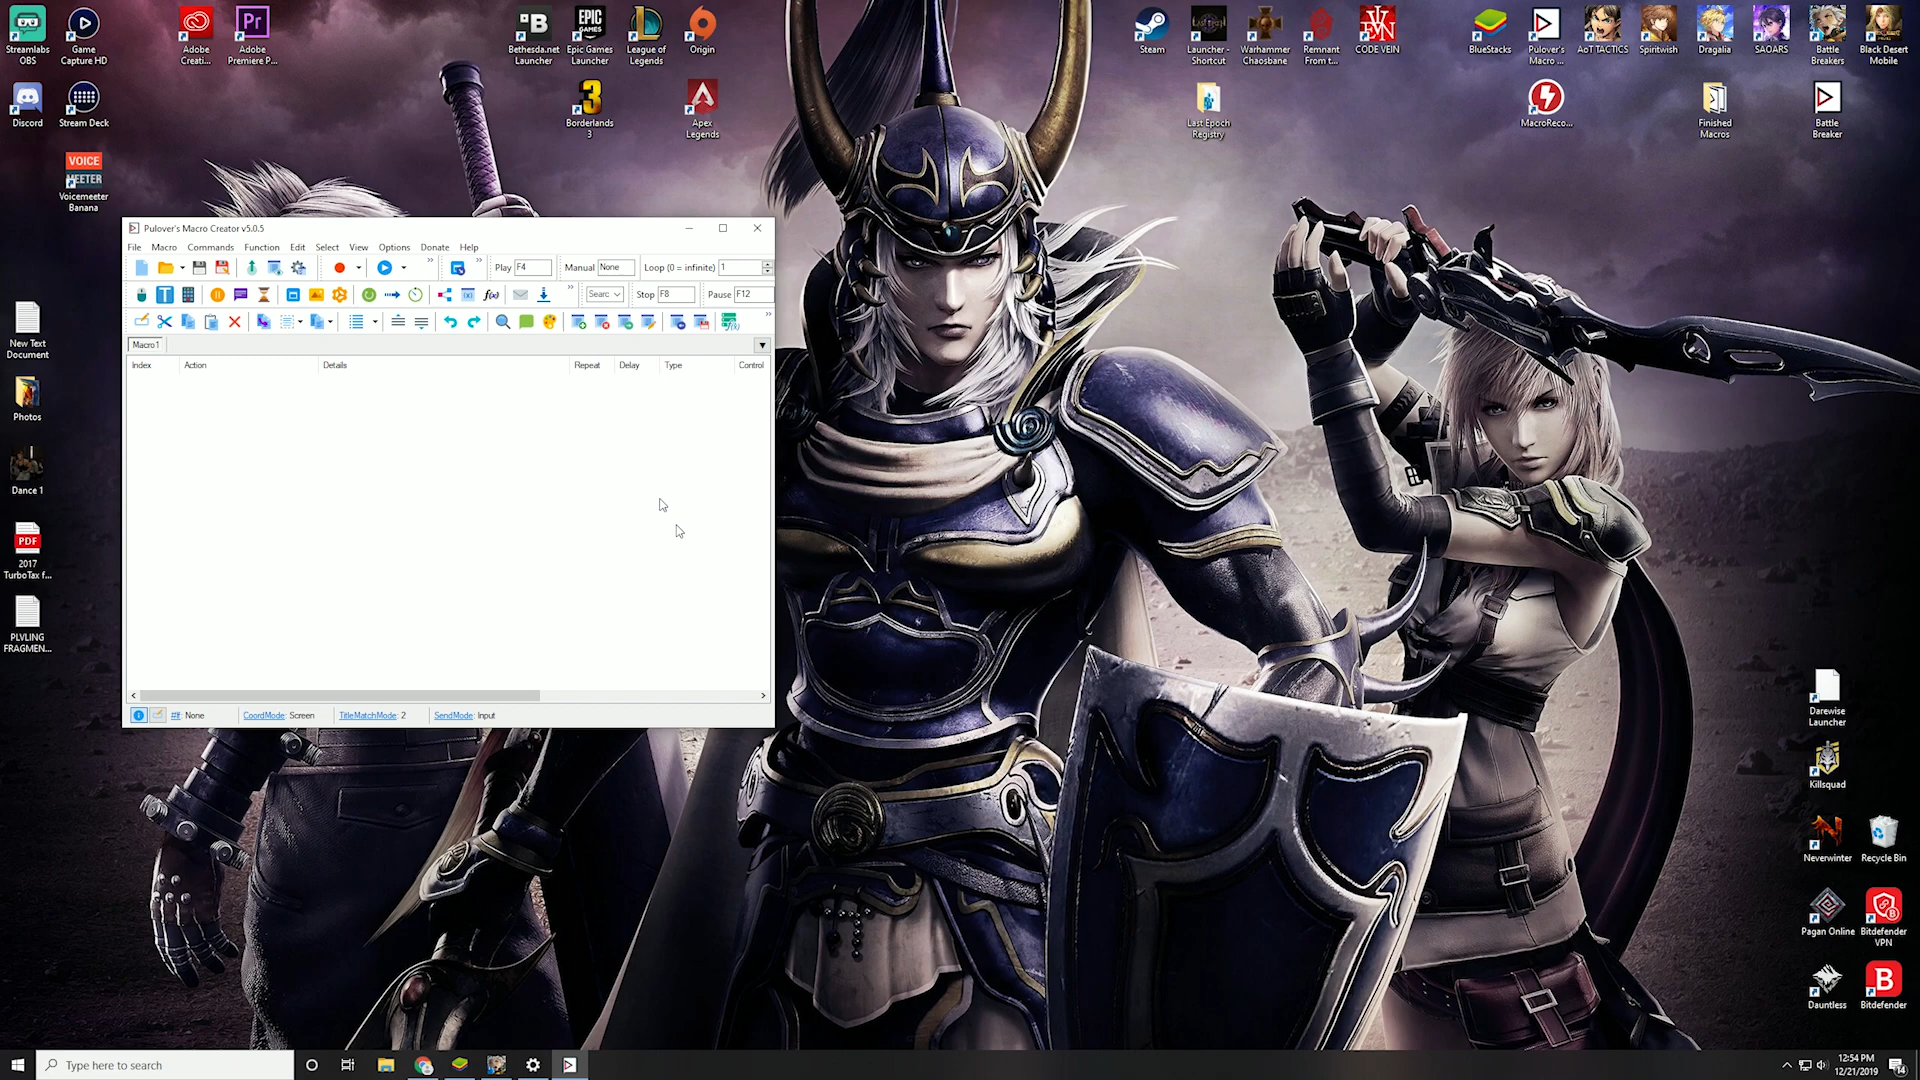 Streamlabs OBS
Game Capture HD
Adobe Creati...
Adobe Premiere P...
Bethesda.net Launcher
Epic Games Launcher
League of Legends
Origin
Steam
Launcher - Shortcut
Warhammer Chaosbane
Remnant From t...
CODE VEIN
BlueStacks
Pulover's Macro ...
AoT TACTICS
Spiritwish
Dragalia
SAOARS
Battle Breakers
Black Desert Mobile
Discord
Stream Deck
Borderlands 3
Apex Legends
Last Epoch Registry
MacroReco...
Finished Macros
Battle Breaker
VOICE MEETER
Voicemeeter Banana
New Text Document
Photos
Dance 1
PDF
2017 TurboTax f...
PLVLING FRAGMEN...
Pulover's Macro Creator v5.0.5
File Macro Commands Function Edit Select View Options Donate Help
Play F4 Manual None Loop (0 = infinite) 1
Searc Stop F8 Pause F12
Macro1
Index Action Details Repeat Delay Type Control
#If: None CoordMode: Screen TitleMatchMode: 2 SendMode: Input
Darewise Launcher
Killsquad
Neverwinter
Recycle Bin
Pagan Online
Bitdefender VPN
Dauntless
Bitdefender
Type here to search
12:54 PM
12/21/2019
14